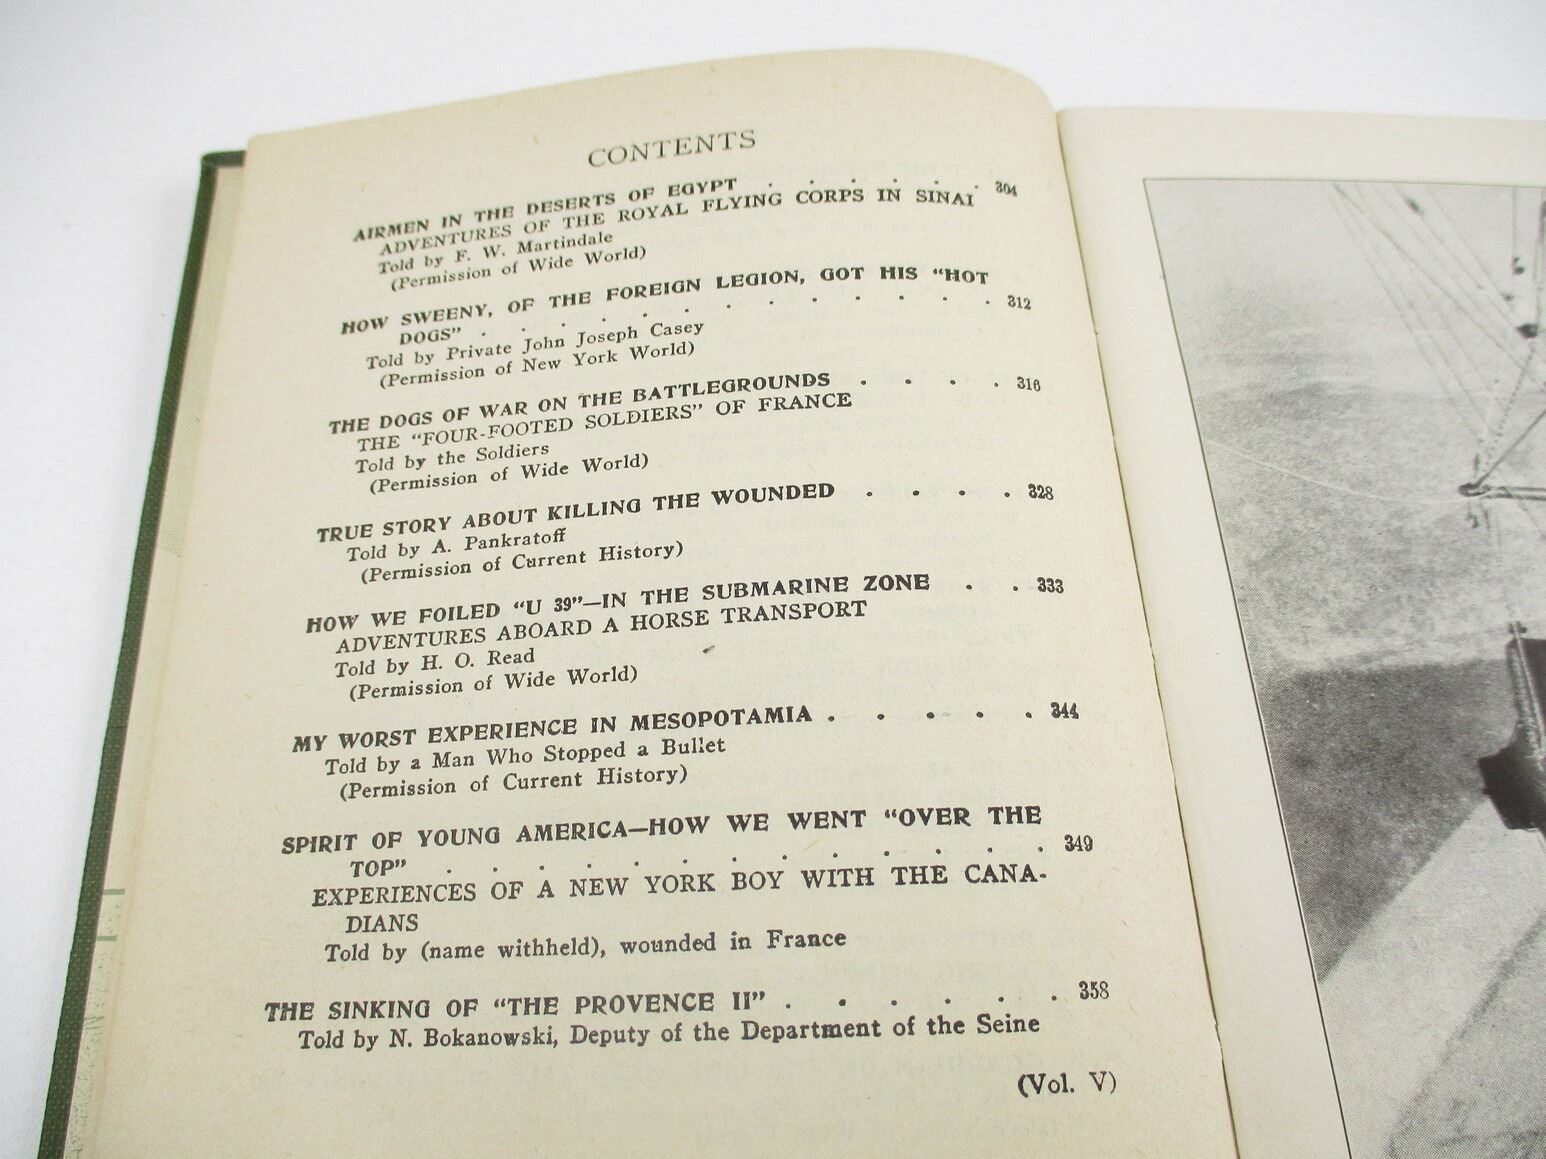 CONTENTS
AIRMEN IN THE DESERTS OF EGYPT . . . . . . 304
ADVENTURES OF THE ROYAL FLYING CORPS IN SINAI
Told by F. W. Martindale
(Permission of Wide World)
HOW SWEENY, OF THE FOREIGN LEGION, GOT HIS "HOT
DOGS" . . . . . . . . . . . . . 312
Told by Private John Joseph Casey
(Permission of New York World)
THE DOGS OF WAR ON THE BATTLEGROUNDS . . . . 316
THE "FOUR-FOOTED SOLDIERS" OF FRANCE
Told by the Soldiers
(Permission of Wide World)
TRUE STORY ABOUT KILLING THE WOUNDED . . . . 328
Told by A. Pankratoff
(Permission of Current History)
HOW WE FOILED "U 39"—IN THE SUBMARINE ZONE . . 333
ADVENTURES ABOARD A HORSE TRANSPORT
Told by H. O. Read
(Permission of Wide World)
MY WORST EXPERIENCE IN MESOPOTAMIA . . . . . 344
Told by a Man Who Stopped a Bullet
(Permission of Current History)
SPIRIT OF YOUNG AMERICA—HOW WE WENT "OVER THE
TOP" . . . . . . . . . . . . . 349
EXPERIENCES OF A NEW YORK BOY WITH THE CANA-
DIANS
Told by (name withheld), wounded in France
THE SINKING OF "THE PROVENCE II" . . . . . . 358
Told by N. Bokanowski, Deputy of the Department of the Seine
(Vol. V)